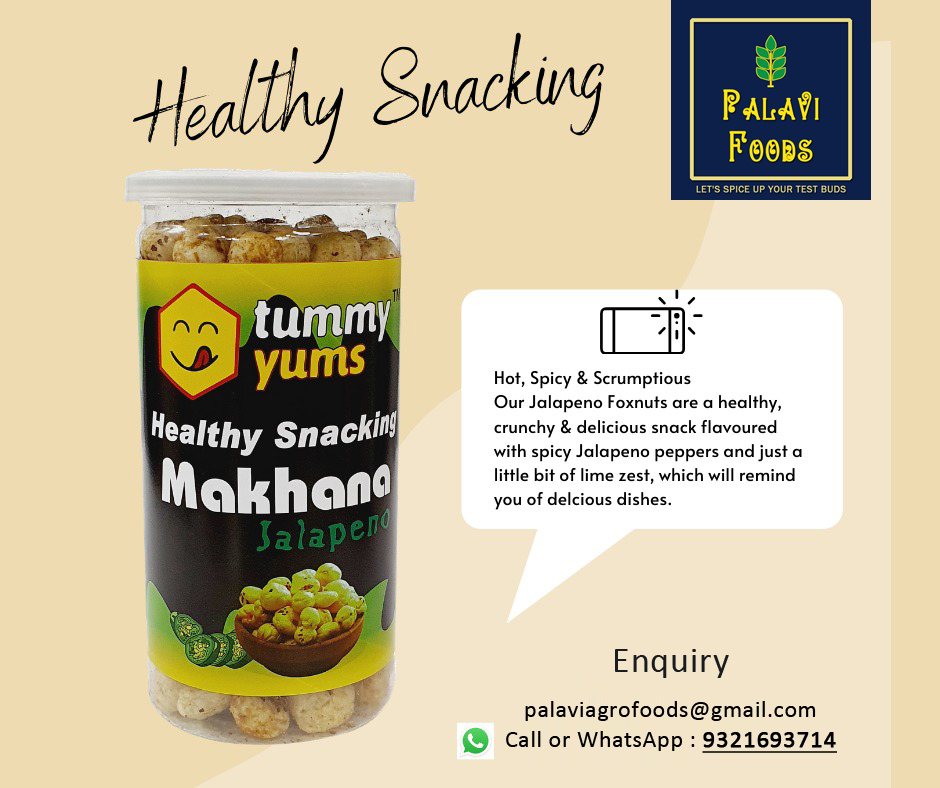 Healthy Snacking
PALAVI
FOODS
LET'S SPICE UP YOUR TEST BUDS
tummy TM
yums
Healthy Snacking
Makhana
Jalapeno
Hot, Spicy & Scrumptious
Our Jalapeno Foxnuts are a healthy,
crunchy & delicious snack flavoured
with spicy Jalapeno peppers and just a
little bit of lime zest, which will remind
you of delcious dishes.
Enquiry
palaviagrofoods@gmail.com
Call or WhatsApp : 9321693714